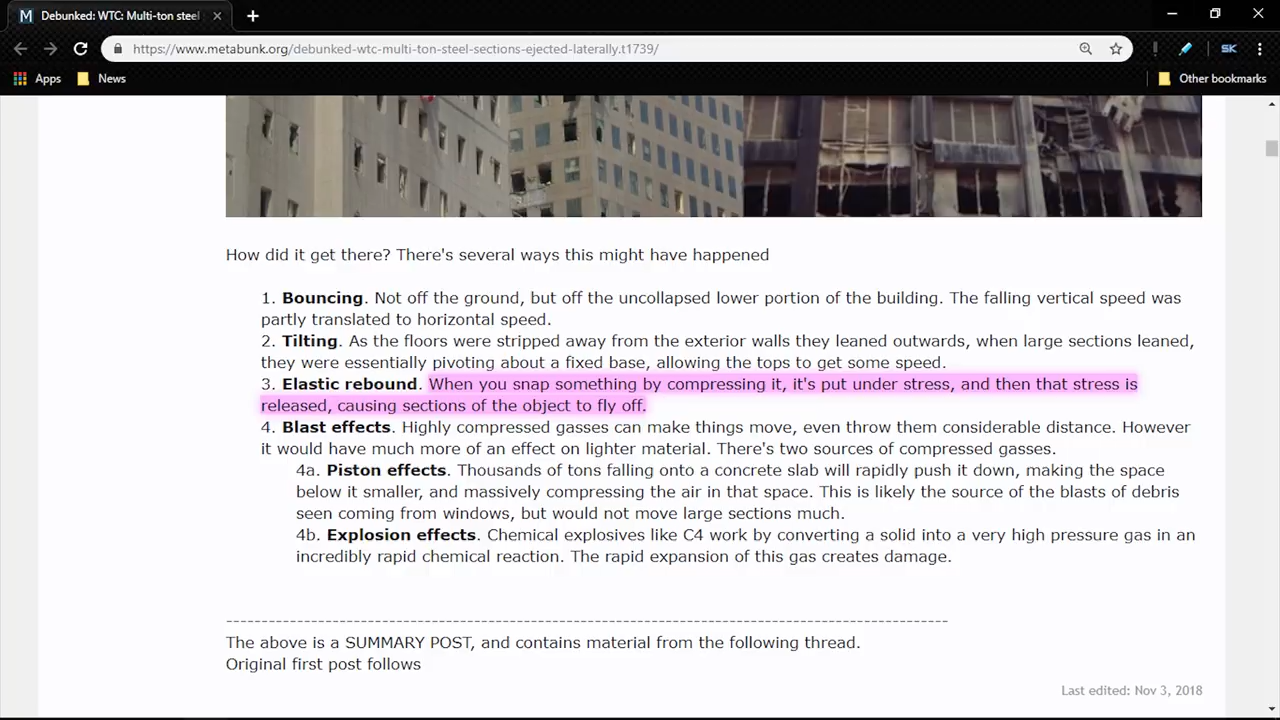 Debunked: WTC: Multi-ton steel
https://www.metabunk.org/debunked-wtc-multi-ton-steel-sections-ejected-laterally.t1739/
SK
Apps
News
Other bookmarks
How did it get there? There's several ways this might have happened
1. Bouncing. Not off the ground, but off the uncollapsed lower portion of the building. The falling vertical speed was
partly translated to horizontal speed.
2. Tilting. As the floors were stripped away from the exterior walls they leaned outwards, when large sections leaned,
they were essentially pivoting about a fixed base, allowing the tops to get some speed.
3. Elastic rebound. When you snap something by compressing it, it's put under stress, and then that stress is
released, causing sections of the object to fly off.
4. Blast effects. Highly compressed gasses can make things move, even throw them considerable distance. However
it would have much more of an effect on lighter material. There's two sources of compressed gasses.
4a. Piston effects. Thousands of tons falling onto a concrete slab will rapidly push it down, making the space
below it smaller, and massively compressing the air in that space. This is likely the source of the blasts of debris
seen coming from windows, but would not move large sections much.
4b. Explosion effects. Chemical explosives like C4 work by converting a solid into a very high pressure gas in an
incredibly rapid chemical reaction. The rapid expansion of this gas creates damage.
-----------------------------------------------------------------------------------
The above is a SUMMARY POST, and contains material from the following thread.
Original first post follows
Last edited: Nov 3, 2018